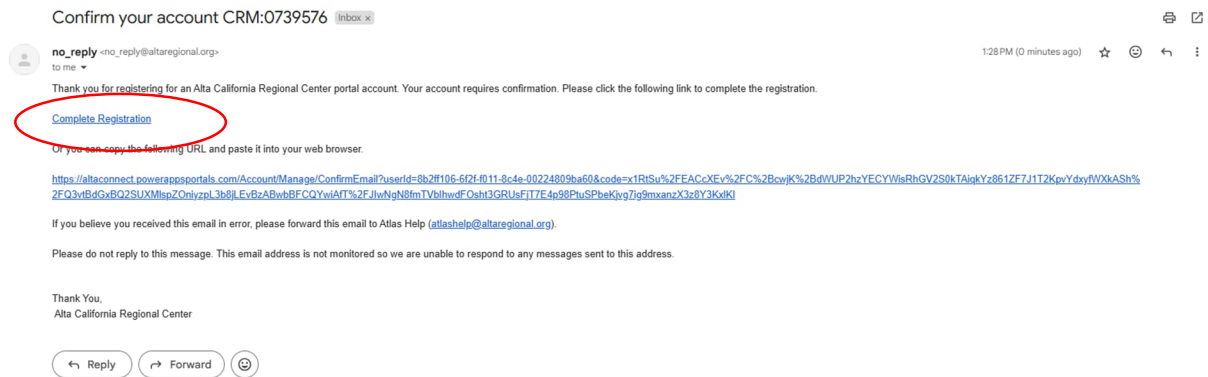 Confirm your account CRM:0739576 Inbox x
no_reply <no_reply@altaregional.org> 1:28 PM (0 minutes ago)
to me
Thank you for registering for an Alta California Regional Center portal account. Your account requires confirmation. Please click the following link to complete the registration.
Complete Registration
Or you can copy the following URL and paste it into your web browser.
https://altaconnect.powerappsportals.com/Account/Manage/ConfirmEmail?userId=8b2ff106-6f2f-f011-8c4e-00224809ba60&code=x1RtSu%2FEACcXEv%2FC%2BcwjK%2BdWUP2hzYECYWisRhGV2S0kTAiqkYz861ZF7J1T2KpvYdxyfWXkASh%
2FQ3vtBdGxBQ2SUXMlspZOniyzpL3b8jLEvBzABwbBFCQYwiAfT%2FJIwNgN8fmTVbIhwdFOsht3GRUsFjT7E4p98PtuSPbeKjvg7ig9mxanzX3z8Y3KxlKl
If you believe you received this email in error, please forward this email to Atlas Help (atlashelp@altaregional.org).
Please do not reply to this message. This email address is not monitored so we are unable to respond to any messages sent to this address.
Thank You,
Alta California Regional Center
Reply Forward